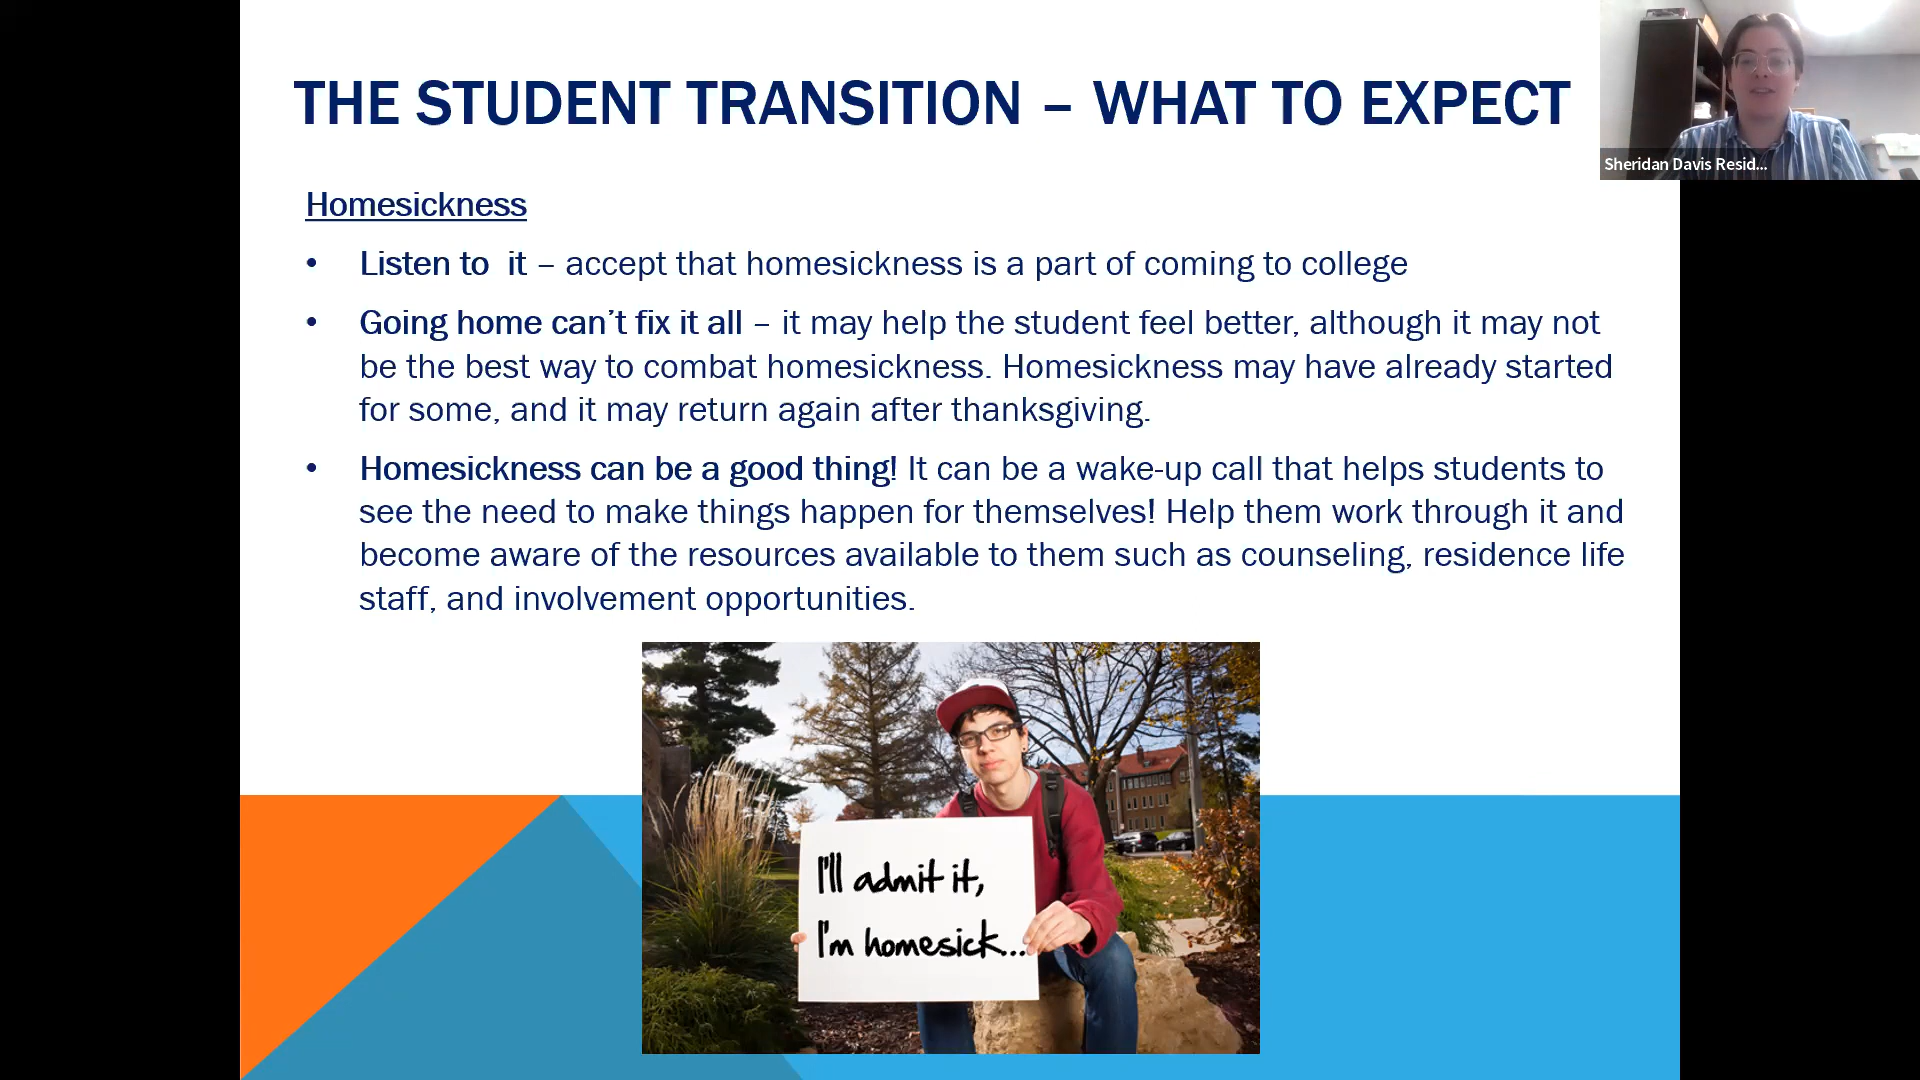 THE STUDENT TRANSITION – WHAT TO EXPECT
Sheridan Davis Resid...
Homesickness
• Listen to  it – accept that homesickness is a part of coming to college
• Going home can’t fix it all – it may help the student feel better, although it may not
be the best way to combat homesickness. Homesickness may have already started
for some, and it may return again after thanksgiving.
• Homesickness can be a good thing! It can be a wake-up call that helps students to
see the need to make things happen for themselves! Help them work through it and
become aware of the resources available to them such as counseling, residence life
staff, and involvement opportunities.
I'll admit it,
I'm homesick...